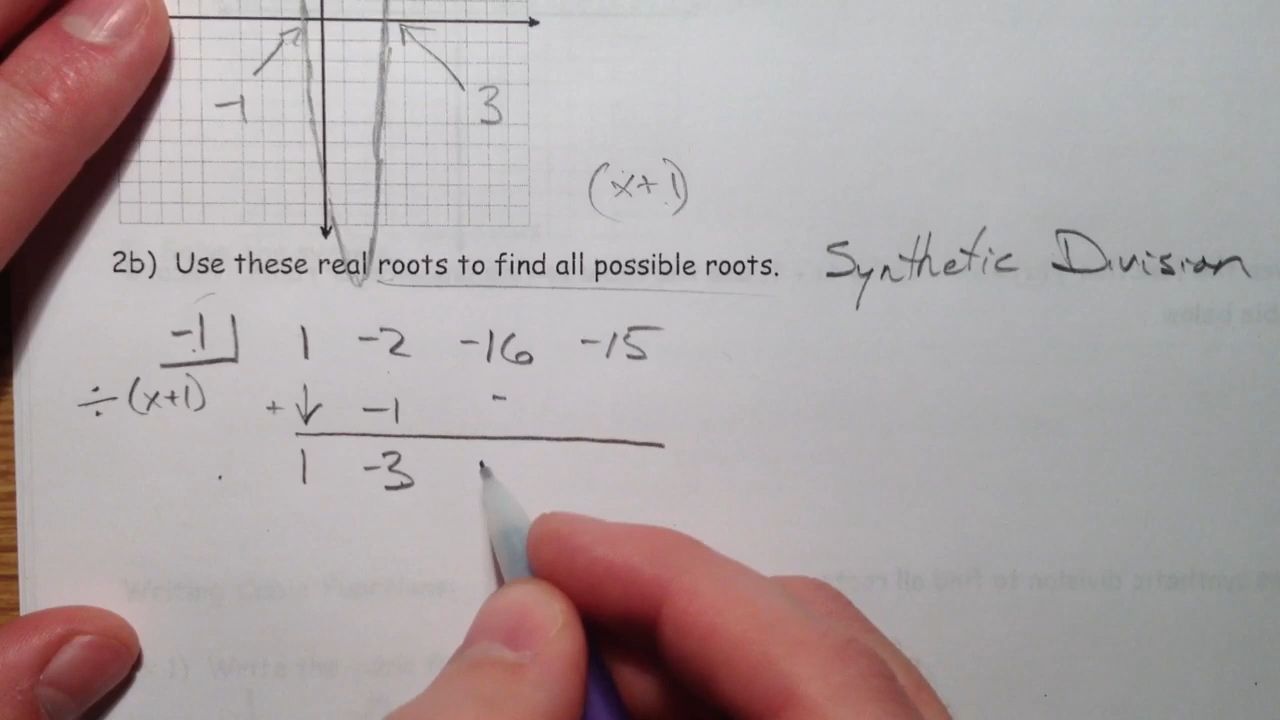 -1 3
(x+1)
2b) Use these real roots to find all possible roots. Synthetic Division
-1 1 -2 -16 -15
÷(x+1) + ↓ -1 -
1 -3